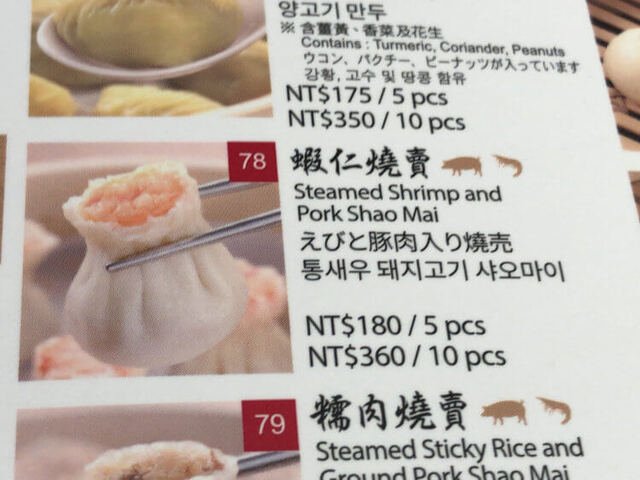 양고기 만두
※ 含薑黃、香菜及花生
Contains : Turmeric, Coriander, Peanuts
ウコン、パクチー、ピーナッツが入っています
강황, 고수 및 땅콩 함유
NT$175 / 5 pcs
NT$350 / 10 pcs
78
蝦仁燒賣
Steamed Shrimp and
Pork Shao Mai
えびと豚肉入り焼売
통새우 돼지고기 샤오마이
NT$180 / 5 pcs
NT$360 / 10 pcs
79
糯肉燒賣
Steamed Sticky Rice and
Ground Pork Shao Mai